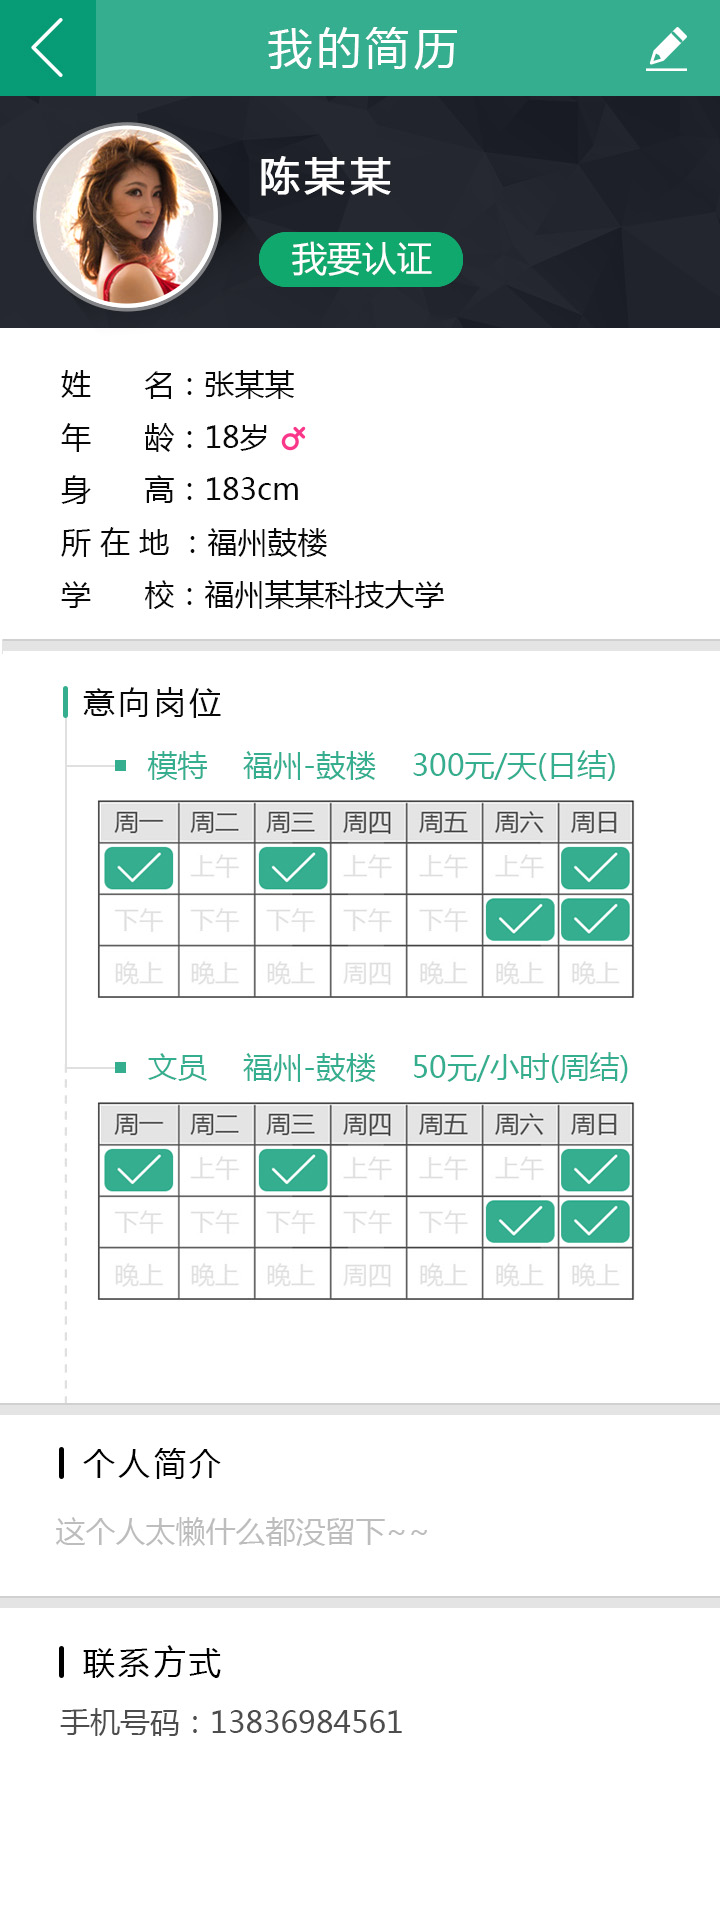 我的简历
陈某某
我要认证
姓 名：张某某
年 龄：18岁
身 高：183cm
所 在 地 ：福州鼓楼
学 校：福州某某科技大学
意向岗位
模特 福州-鼓楼 300元/天(日结)
周一 周二 周三 周四 周五 周六 周日
上午 上午 上午 上午
下午 下午 下午 下午 下午
晚上 晚上 晚上 周四 晚上 晚上 晚上
文员 福州-鼓楼 50元/小时(周结)
周一 周二 周三 周四 周五 周六 周日
上午 上午 上午 上午
下午 下午 下午 下午 下午
晚上 晚上 晚上 周四 晚上 晚上 晚上
个人简介
这个人太懒什么都没留下~~
联系方式
手机号码：13836984561